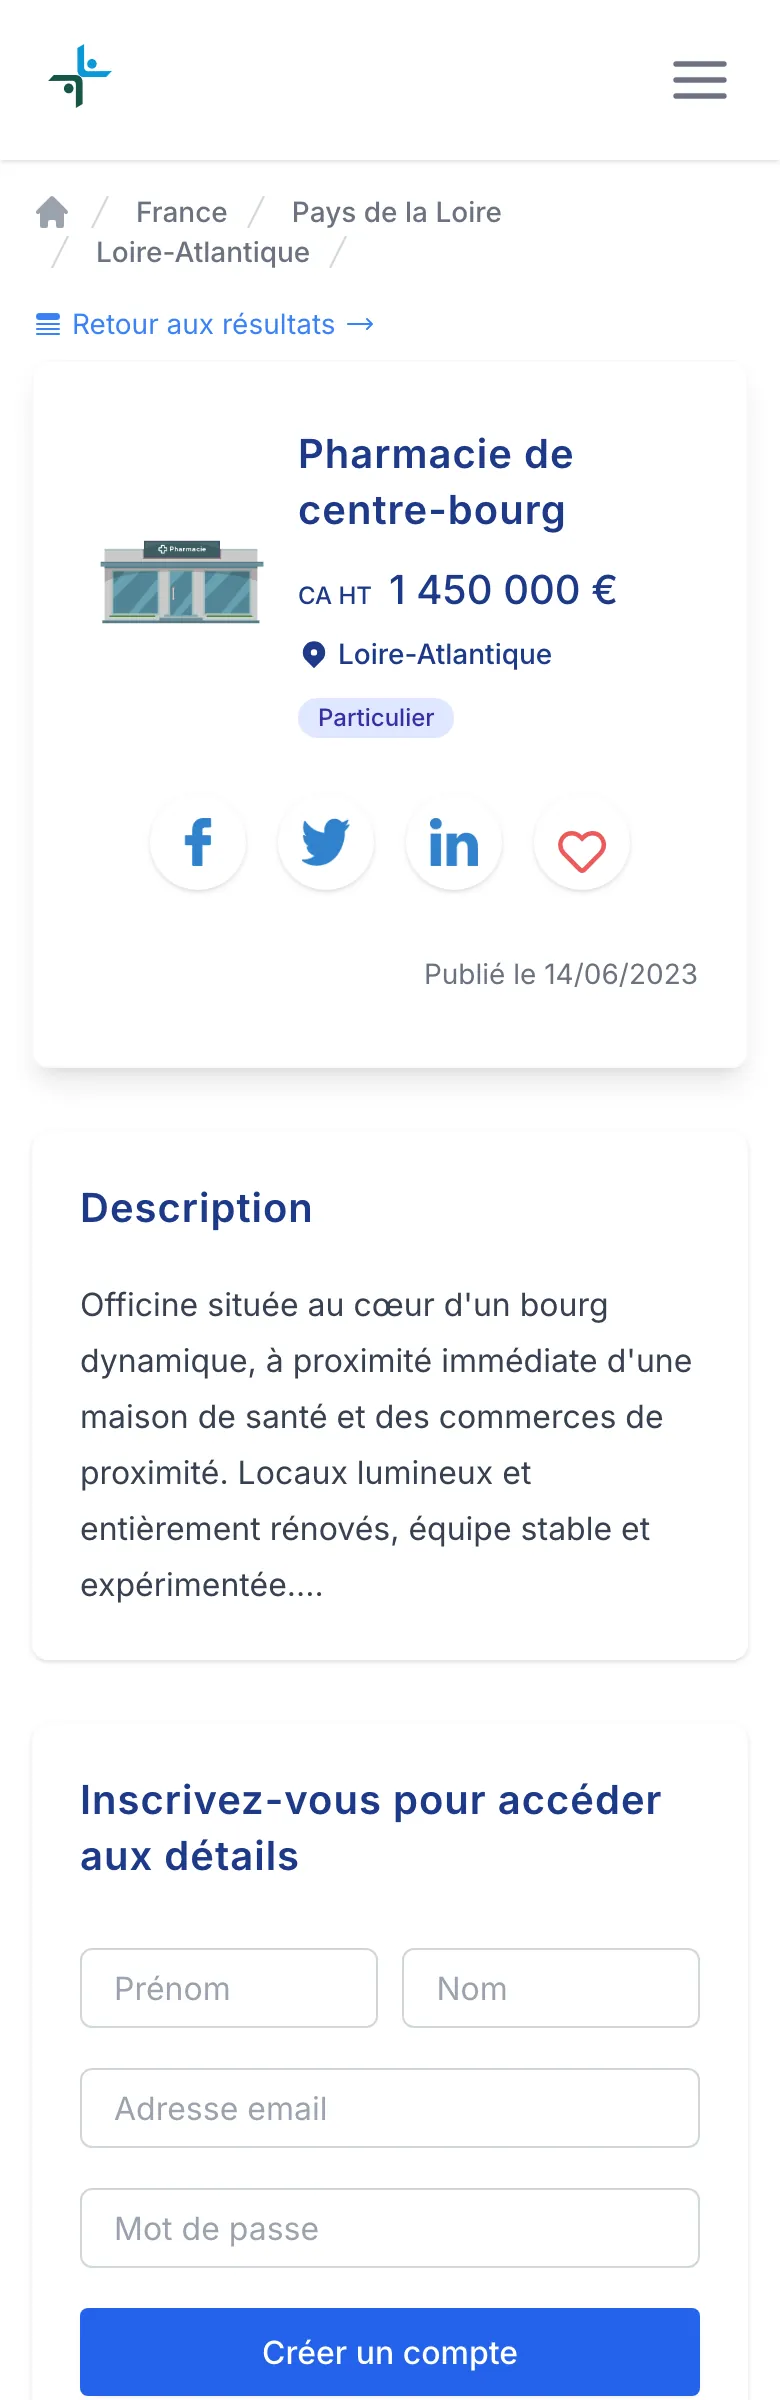 France / Pays de la Loire
/ Loire-Atlantique /
Retour aux résultats →
Pharmacie de
centre-bourg
Pharmacie
CA HT 1 450 000 €
Loire-Atlantique
Particulier
Publié le 14/06/2023
Description
Officine située au cœur d'un bourg
dynamique, à proximité immédiate d'une
maison de santé et des commerces de
proximité. Locaux lumineux et
entièrement rénovés, équipe stable et
expérimentée....
Inscrivez-vous pour accéder
aux détails
Prénom
Nom
Adresse email
Mot de passe
Créer un compte